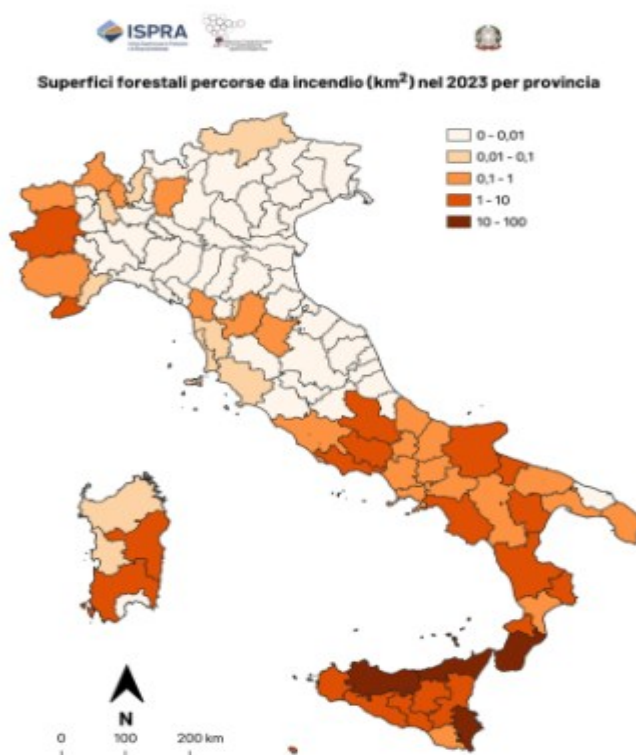 ISPRA
Superfici forestali percorse da incendio (km²) nel 2023 per provincia
0 - 0,01
0,01 - 0,1
0,1 - 1
1 - 10
10 - 100
N
0 100 200 km